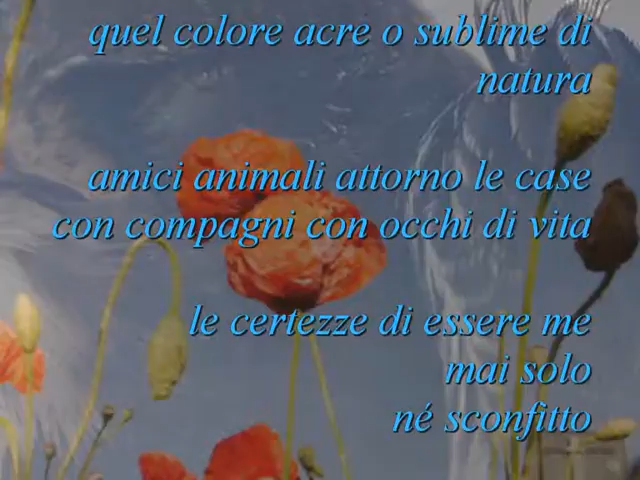 quel colore acre o sublime di
natura
amici animali attorno le case
con compagni con occhi di vita
le certezze di essere me
mai solo
né sconfitto